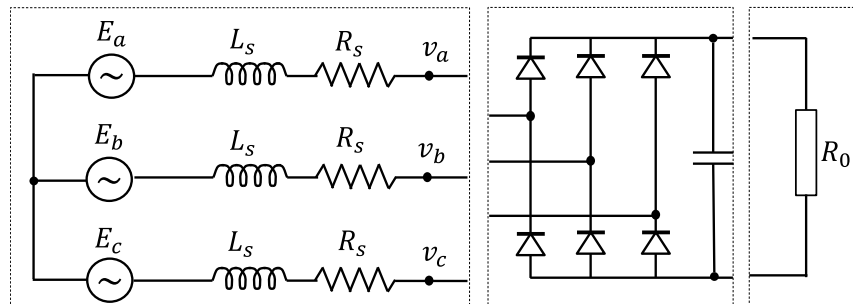 E_a L_s R_s v_a
E_b L_s R_s v_b
R_0
E_c L_s R_s v_c